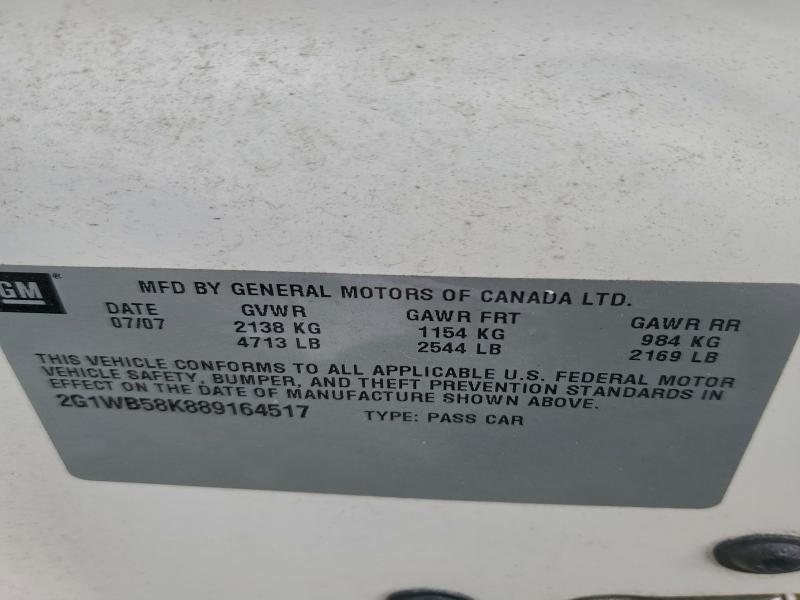 GM®
MFD BY GENERAL MOTORS OF CANADA LTD.
DATE GVWR GAWR FRT GAWR RR
07/07 2138 KG 1154 KG 984 KG
4713 LB 2544 LB 2169 LB
THIS VEHICLE CONFORMS TO ALL APPLICABLE U.S. FEDERAL MOTOR
VEHICLE SAFETY, BUMPER, AND THEFT PREVENTION STANDARDS IN
EFFECT ON THE DATE OF MANUFACTURE SHOWN ABOVE.
2G1WB58K889164517 TYPE: PASS CAR